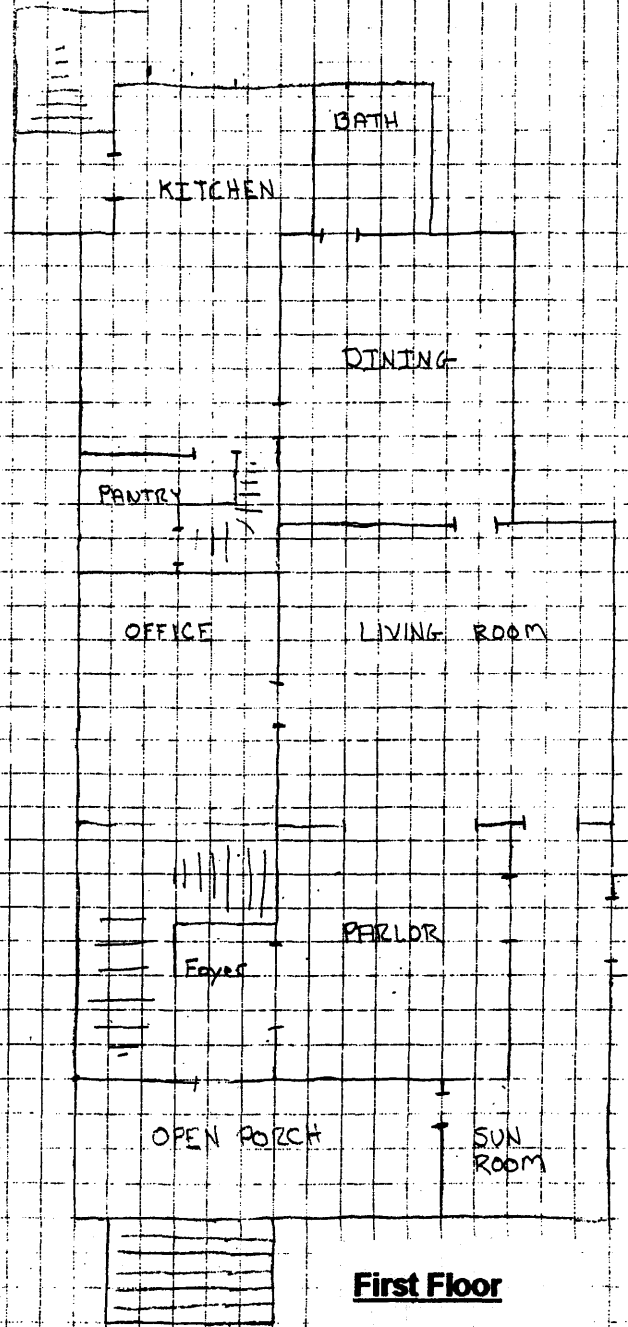 BATH
KITCHEN
DINING
PANTRY
OFFICE
LIVING ROOM
PARLOR
Foyer
OPEN PORCH
SUN
ROOM
First Floor